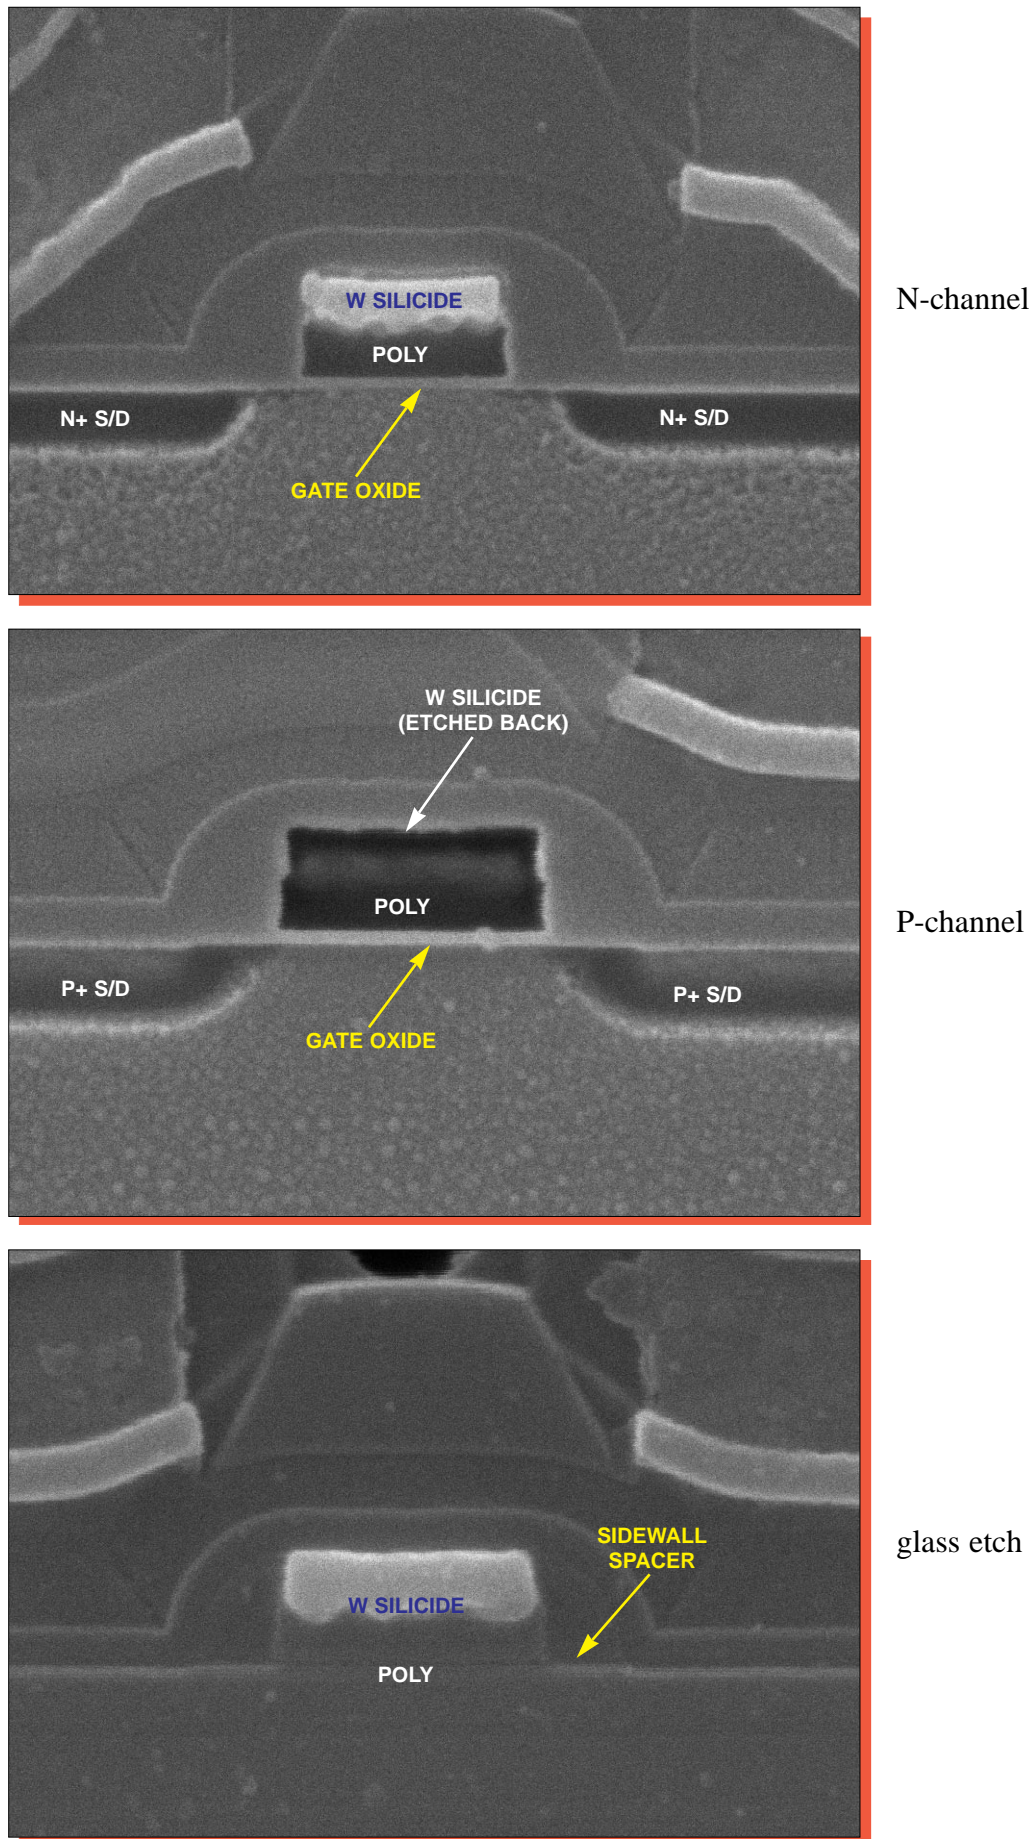 W SILICIDE
POLY
N+ S/D
N+ S/D
GATE OXIDE
N-channel
W SILICIDE
(ETCHED BACK)
POLY
P+ S/D
P+ S/D
GATE OXIDE
P-channel
SIDEWALL
SPACER
W SILICIDE
POLY
glass etch